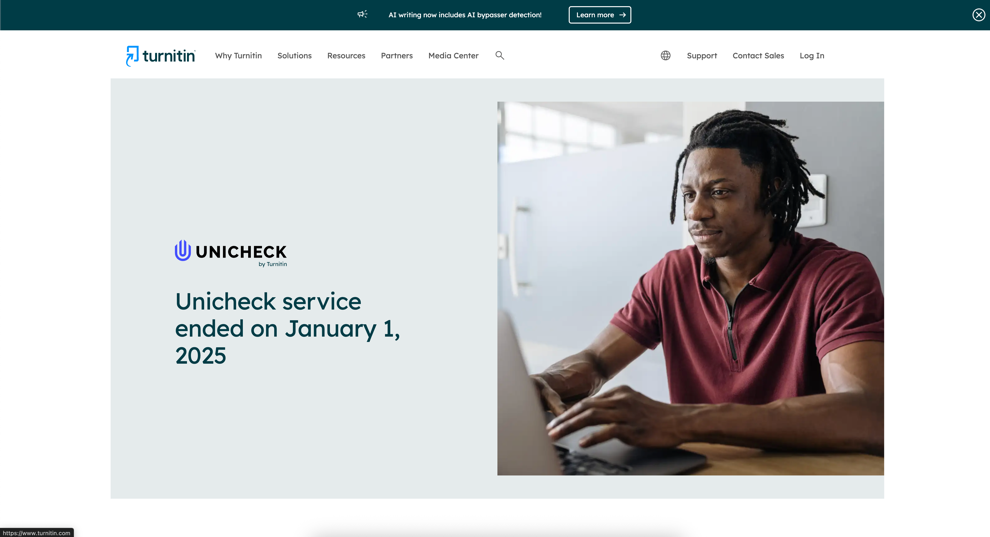 AI writing now includes AI bypasser detection!
Learn more
turnitin
Why Turnitin
Solutions
Resources
Partners
Media Center
Support
Contact Sales
Log In
UNICHECK
by Turnitin
Unicheck service
ended on January 1,
2025
https://www.turnitin.com